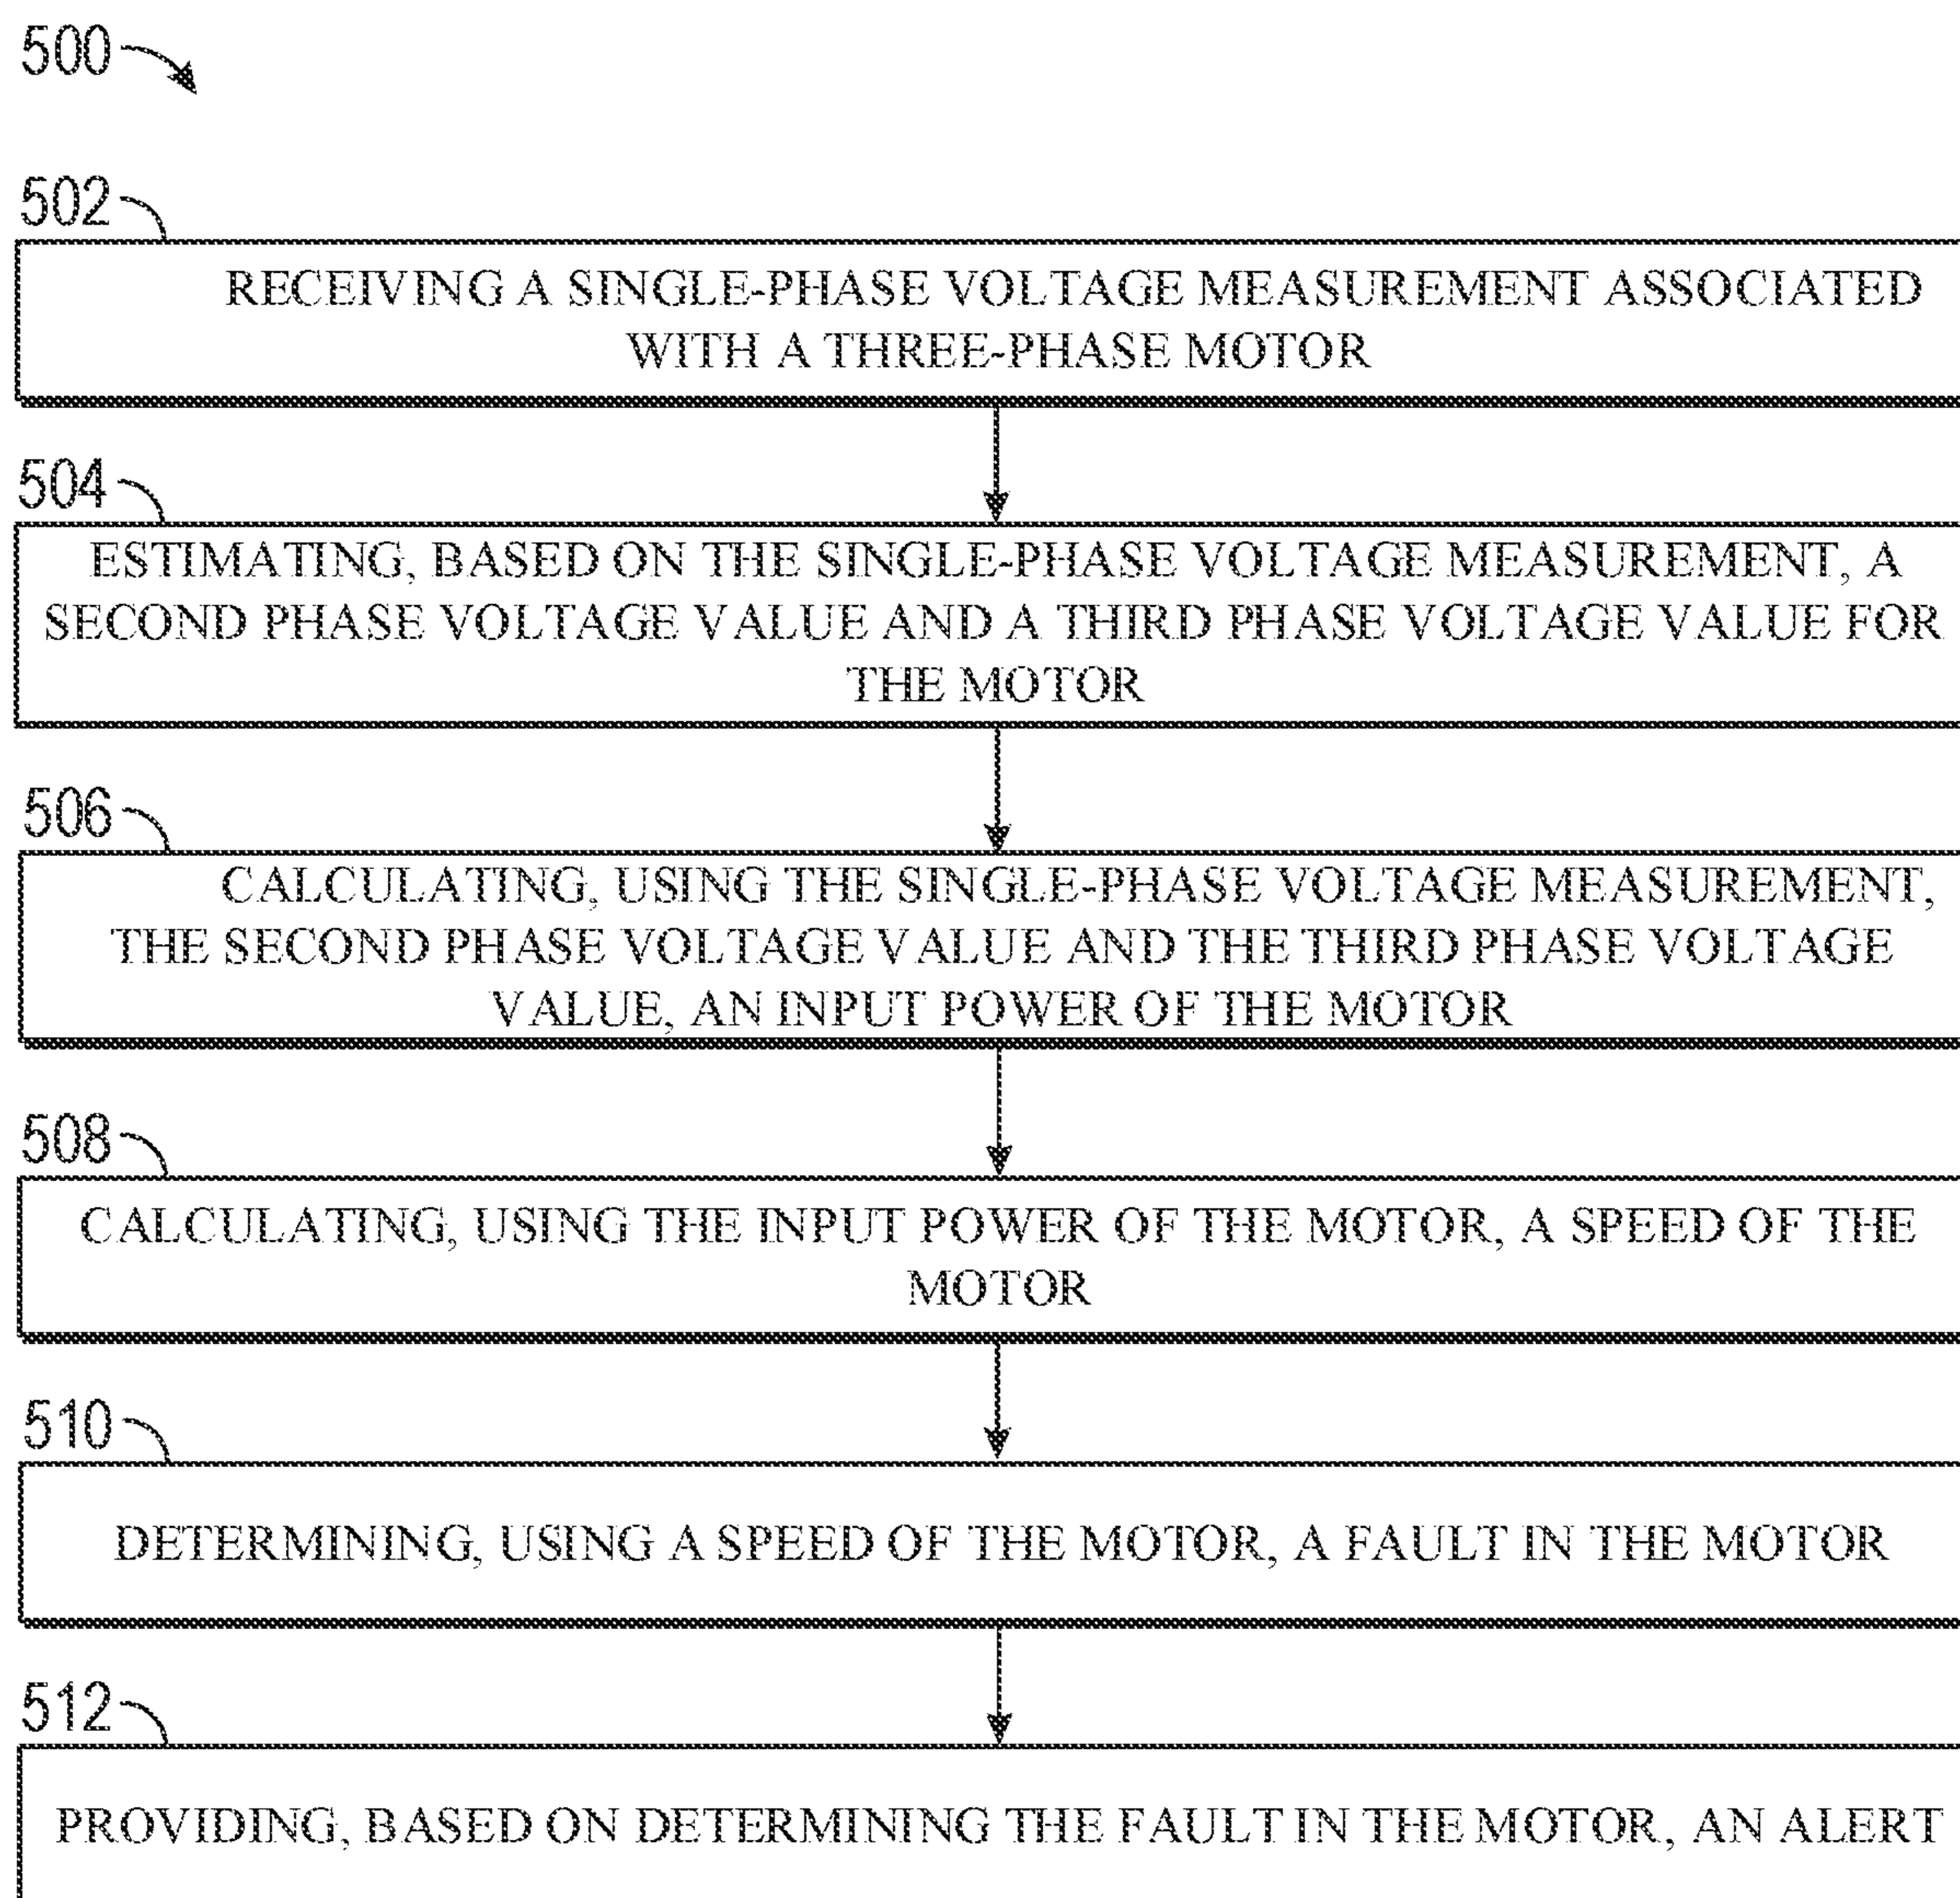 500
502
RECEIVING A SINGLE-PHASE VOLTAGE MEASUREMENT ASSOCIATED
WITH A THREE-PHASE MOTOR
504
ESTIMATING, BASED ON THE SINGLE-PHASE VOLTAGE MEASUREMENT, A
SECOND PHASE VOLTAGE VALUE AND A THIRD PHASE VOLTAGE VALUE FOR
THE MOTOR
506
CALCULATING, USING THE SINGLE-PHASE VOLTAGE MEASUREMENT,
THE SECOND PHASE VOLTAGE VALUE AND THE THIRD PHASE VOLTAGE
VALUE, AN INPUT POWER OF THE MOTOR
508
CALCULATING, USING THE INPUT POWER OF THE MOTOR, A SPEED OF THE
MOTOR
510
DETERMINING, USING A SPEED OF THE MOTOR, A FAULT IN THE MOTOR
512
PROVIDING, BASED ON DETERMINING THE FAULT IN THE MOTOR, AN ALERT